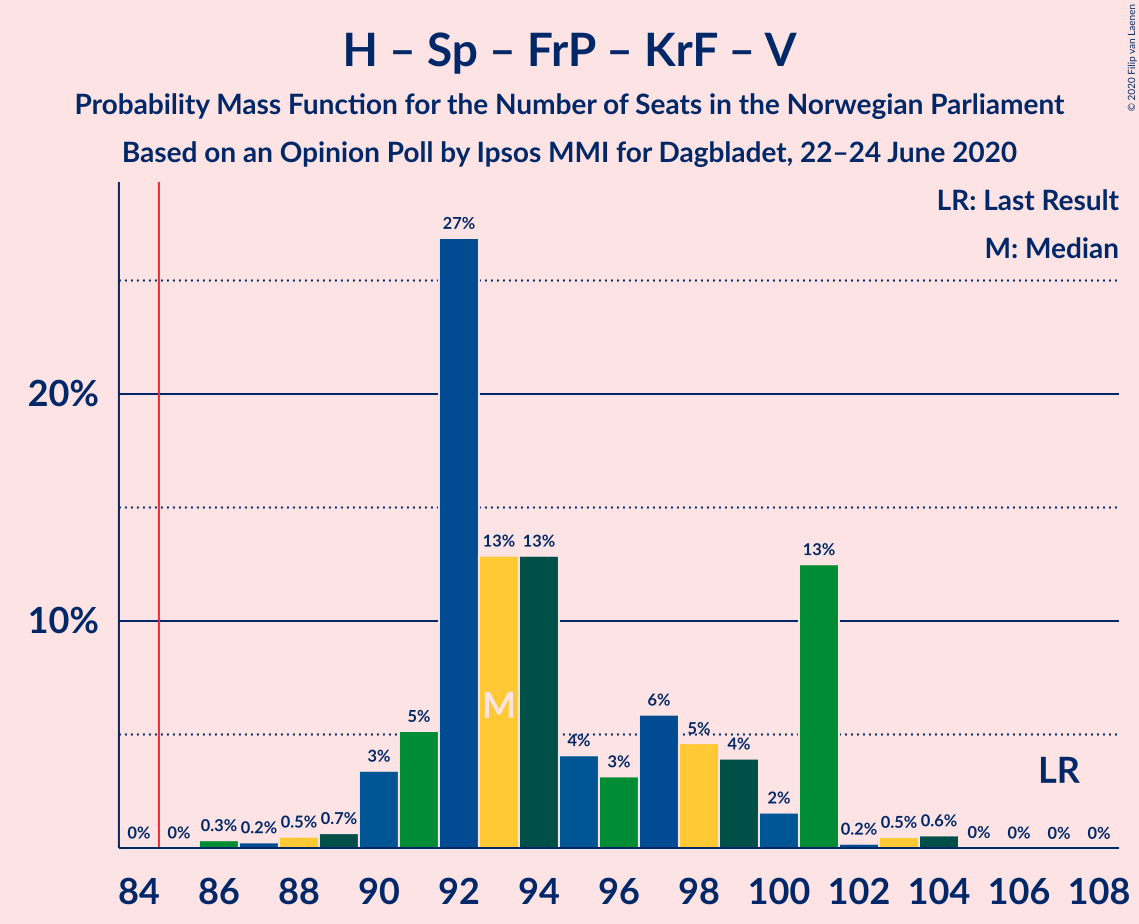 H – Sp – FrP – KrF – V
Probability Mass Function for the Number of Seats in the Norwegian Parliament
Based on an Opinion Poll by Ipsos MMI for Dagbladet, 22–24 June 2020
© 2020 Filip van Laenen
LR: Last Result
M: Median
27%
20%
13% 13% 13%
10%
M
6%
5% 5%
4% 4%
3% 3%
LR
2%
0% 0% 0.3% 0.2% 0.5% 0.7% 0.2% 0.5% 0.6% 0% 0% 0% 0%
84 86 88 90 92 94 96 98 100 102 104 106 108